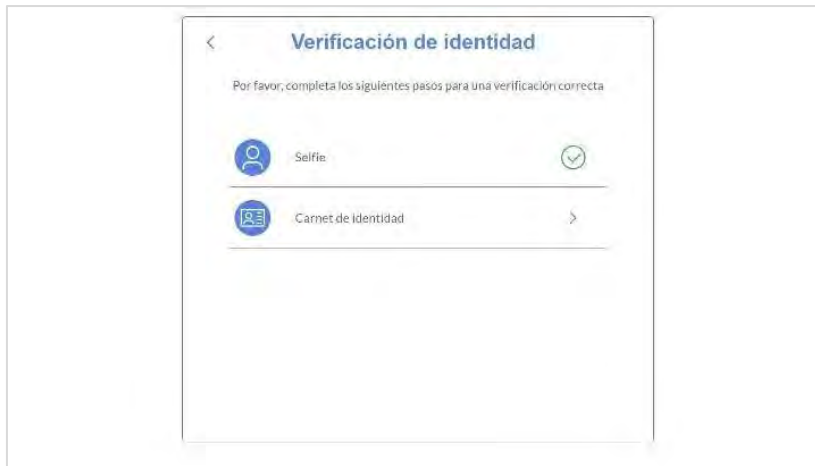 Verificación de identidad
Por favor, completa los siguientes pasos para una verificación correcta
Selfie
Carnet de identidad